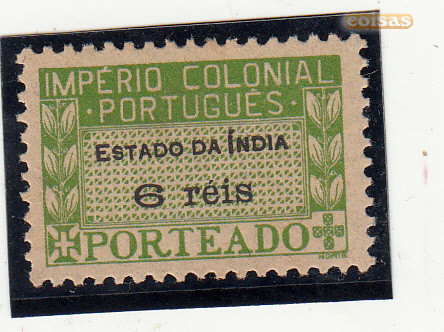 coisas
IMPÉRIO COLONIAL
· PORTUGUÊS ·
ESTADO DA ÍNDIA
6 réis
PORTEADO